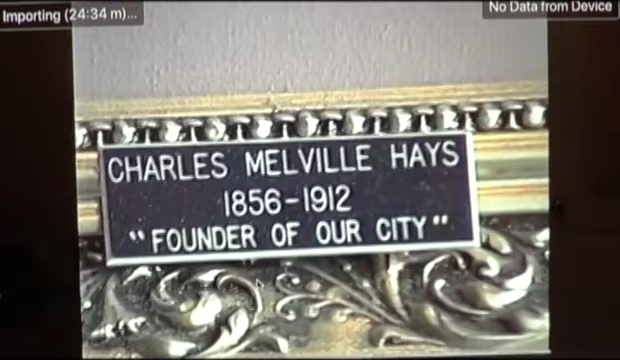 Importing (24:34 m)...
No Data from Device
CHARLES MELVILLE HAYS
1856-1912
"FOUNDER OF OUR CITY"